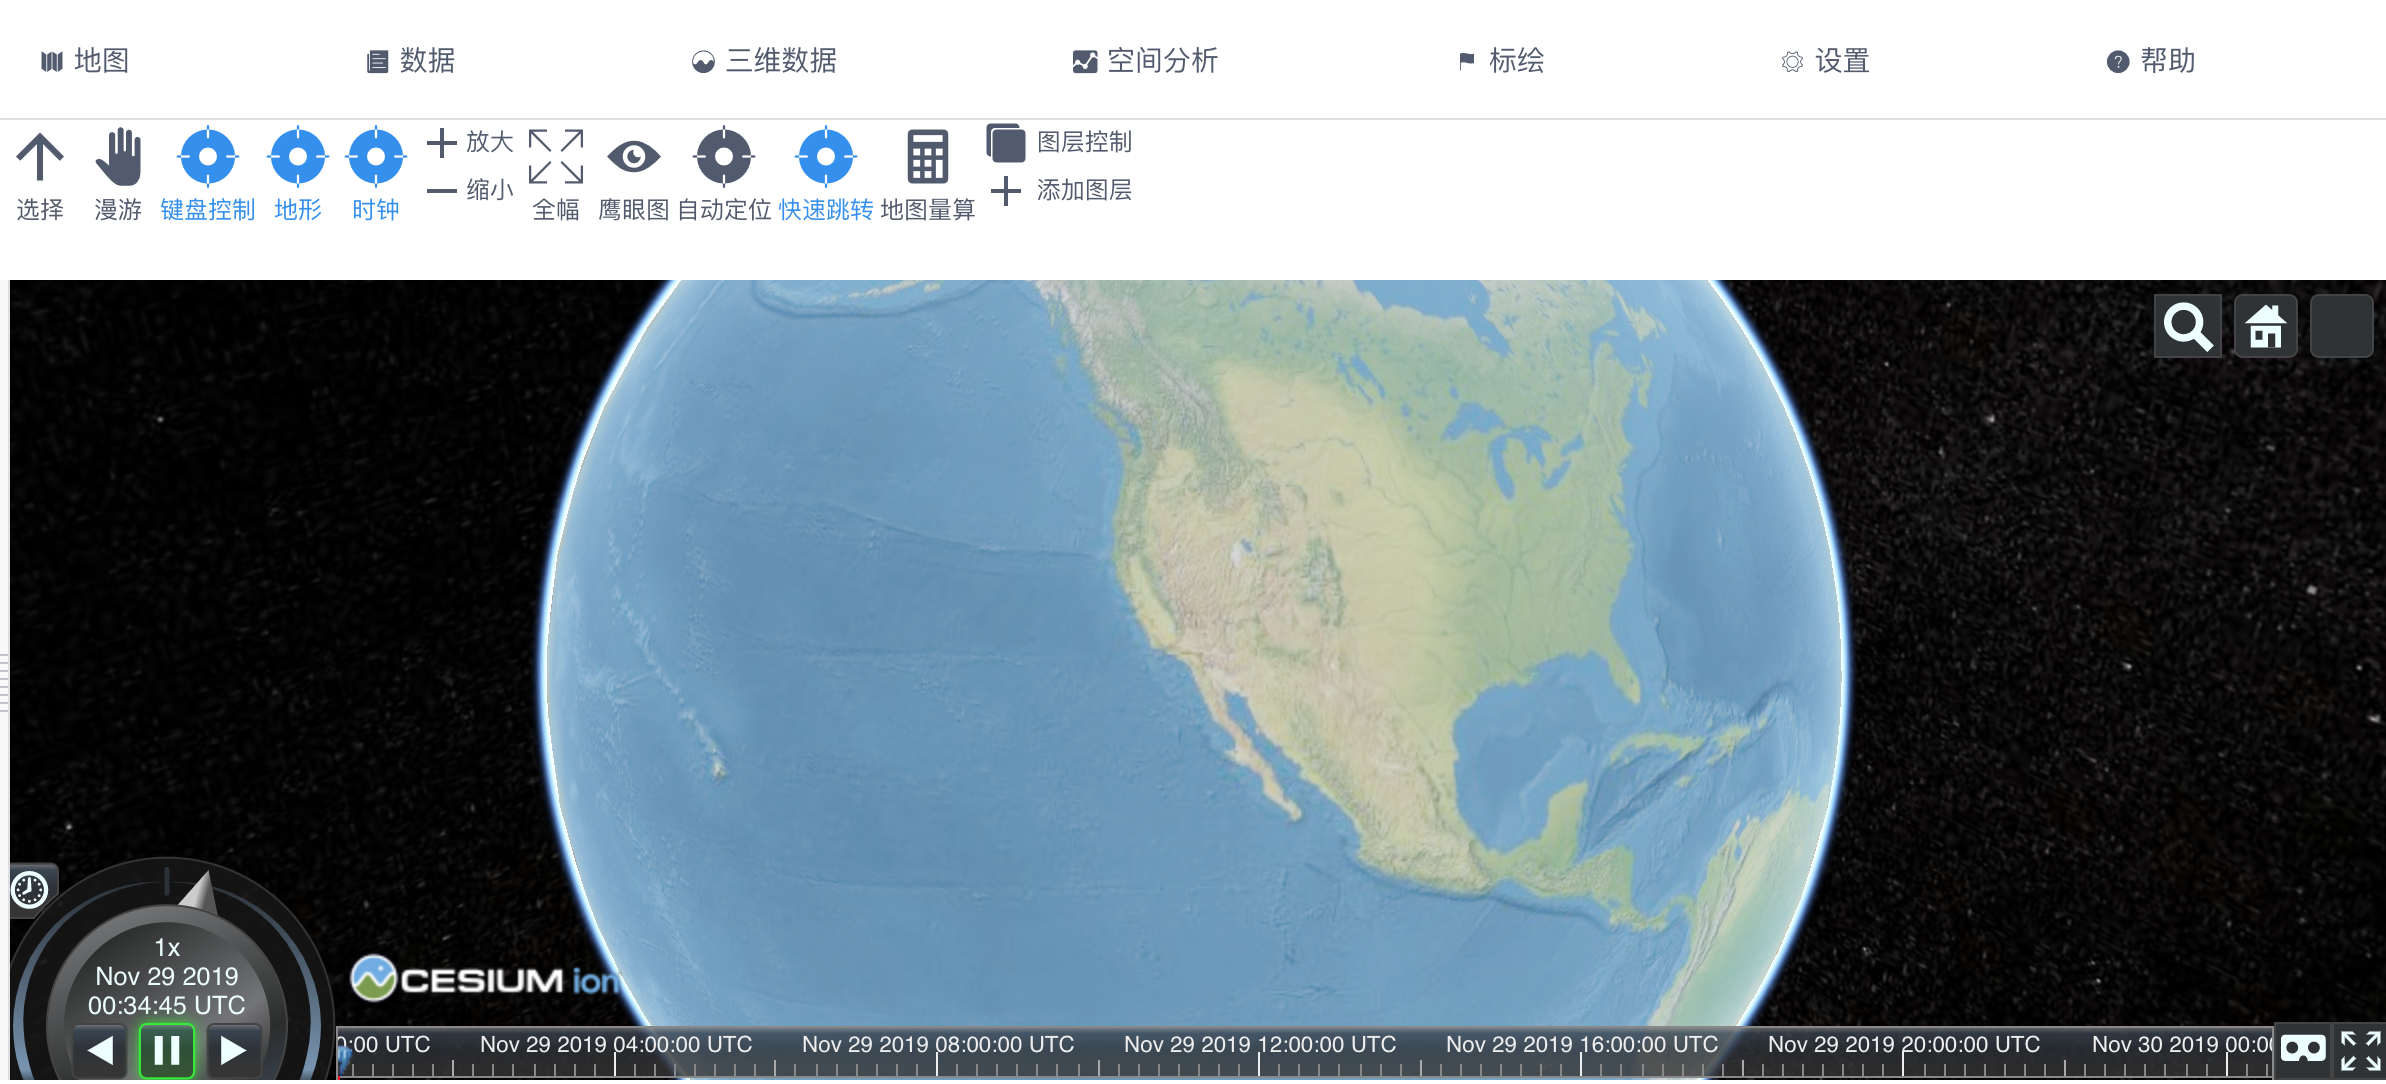 地图 数据 三维数据 空间分析 标绘 设置 帮助
放大 图层控制
缩小 添加图层
选择 漫游 键盘控制 地形 时钟 全幅 鹰眼图 自动定位 快速跳转 地图量算
1x
Nov 29 2019
00:34:45 UTC
CESIUM ion
0:00 UTC Nov 29 2019 04:00:00 UTC Nov 29 2019 08:00:00 UTC Nov 29 2019 12:00:00 UTC Nov 29 2019 16:00:00 UTC Nov 29 2019 20:00:00 UTC Nov 30 2019 00:00